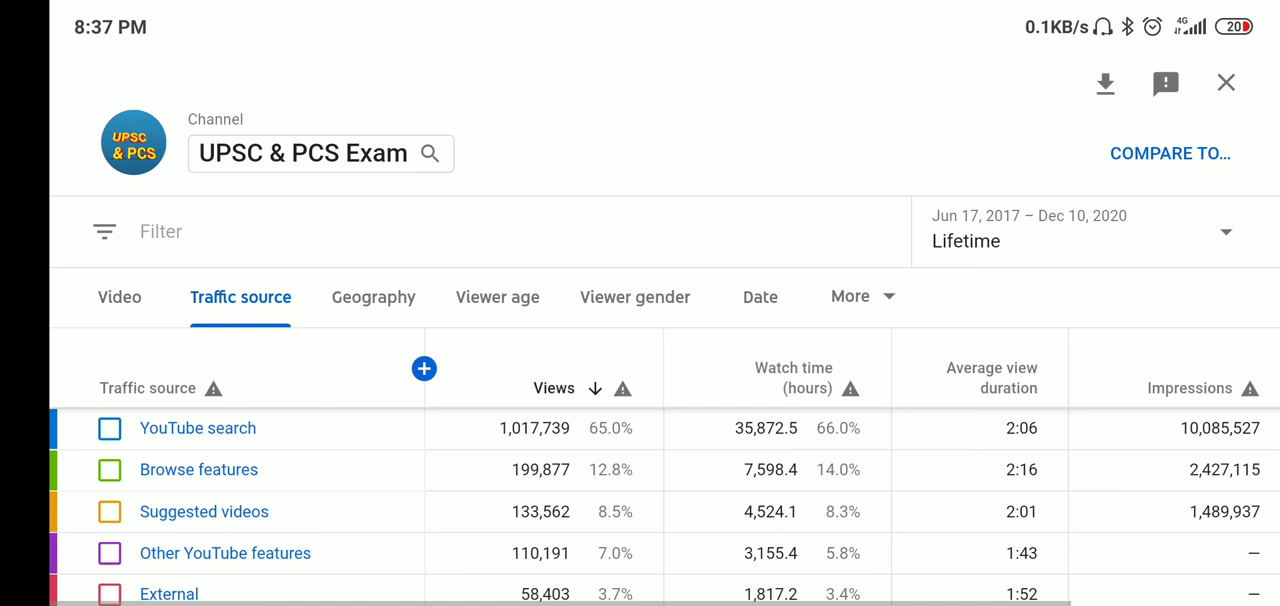 8:37 PM 0.1KB/s 4G 20
Channel
UPSC & PCS
UPSC & PCS Exam
COMPARE TO…
Filter
Jun 17, 2017 – Dec 10, 2020
Lifetime
Video Traffic source Geography Viewer age Viewer gender Date More
Traffic source Views Watch time (hours) Average view duration Impressions
YouTube search 1,017,739 65.0% 35,872.5 66.0% 2:06 10,085,527
Browse features 199,877 12.8% 7,598.4 14.0% 2:16 2,427,115
Suggested videos 133,562 8.5% 4,524.1 8.3% 2:01 1,489,937
Other YouTube features 110,191 7.0% 3,155.4 5.8% 1:43 –
External 58,403 3.7% 1,817.2 3.4% 1:52 –